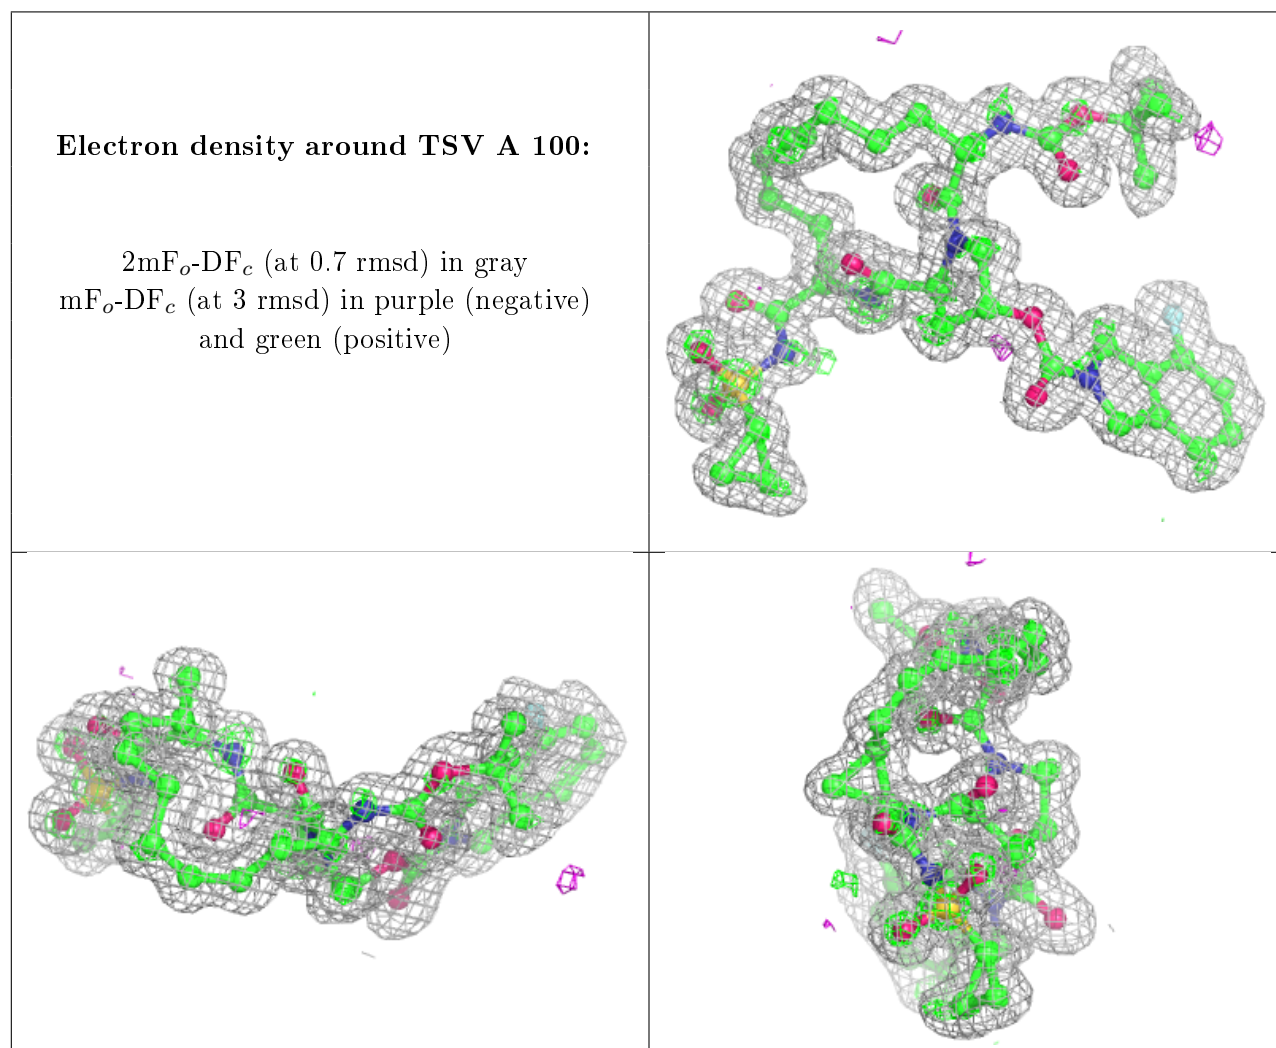 Electron density around TSV A 100:
2mFₒ-DF𝒸 (at 0.7 rmsd) in gray
mFₒ-DF𝒸 (at 3 rmsd) in purple (negative)
and green (positive)